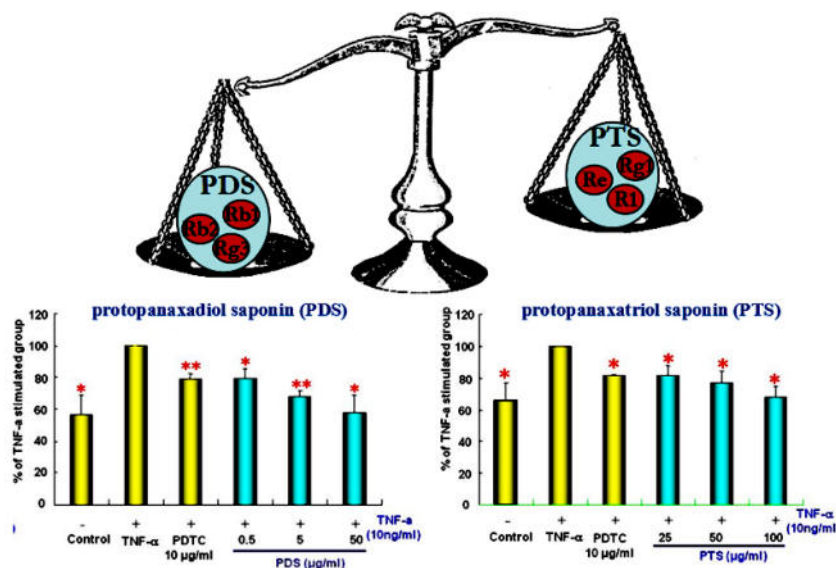 PDS
Rb1
Rb2
Rg3
PTS
Rg1
Re
R1
protopanaxadiol saponin (PDS)
% of TNF-a stimulated group
120
100
80
60
40
20
0
*
**
*
**
*
- + + + + + TNF-a
(10ng/ml)
Control TNF-α PDTC 0.5 5 50
10 µg/ml
PDS (µg/ml)
)
protopanaxatriol saponin (PTS)
% of TNF-a stimulated group
120
100
80
60
40
20
0
*
*
*
*
*
- + + + + + TNF-α
(10ng/ml)
Control TNF-α PDTC 25 50 100
10 µg/ml
PTS (µg/ml)